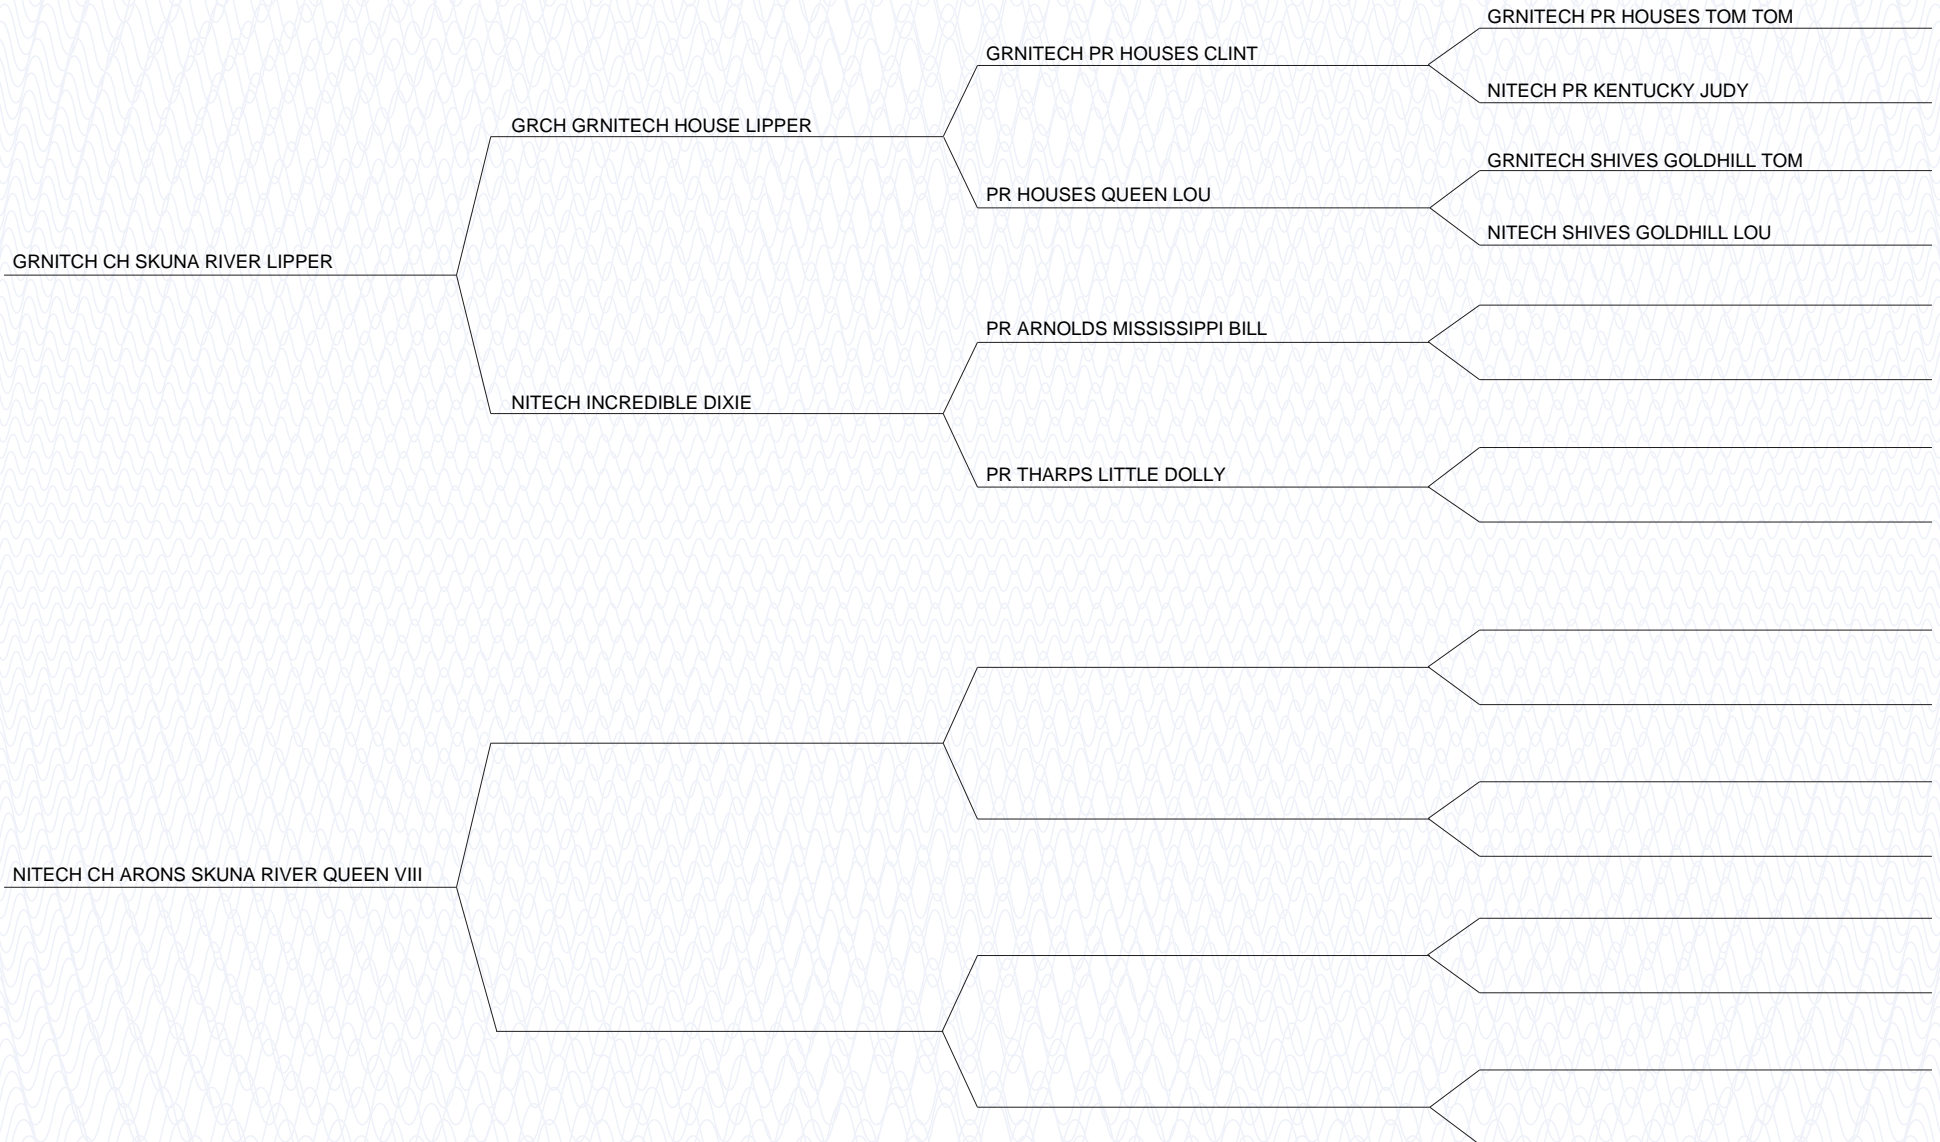 GRNITECH PR HOUSES TOM TOM
GRNITECH PR HOUSES CLINT
NITECH PR KENTUCKY JUDY
GRCH GRNITECH HOUSE LIPPER
GRNITECH SHIVES GOLDHILL TOM
PR HOUSES QUEEN LOU
NITECH SHIVES GOLDHILL LOU
GRNITCH CH SKUNA RIVER LIPPER
PR ARNOLDS MISSISSIPPI BILL
NITECH INCREDIBLE DIXIE
PR THARPS LITTLE DOLLY
NITECH CH ARONS SKUNA RIVER QUEEN VIII